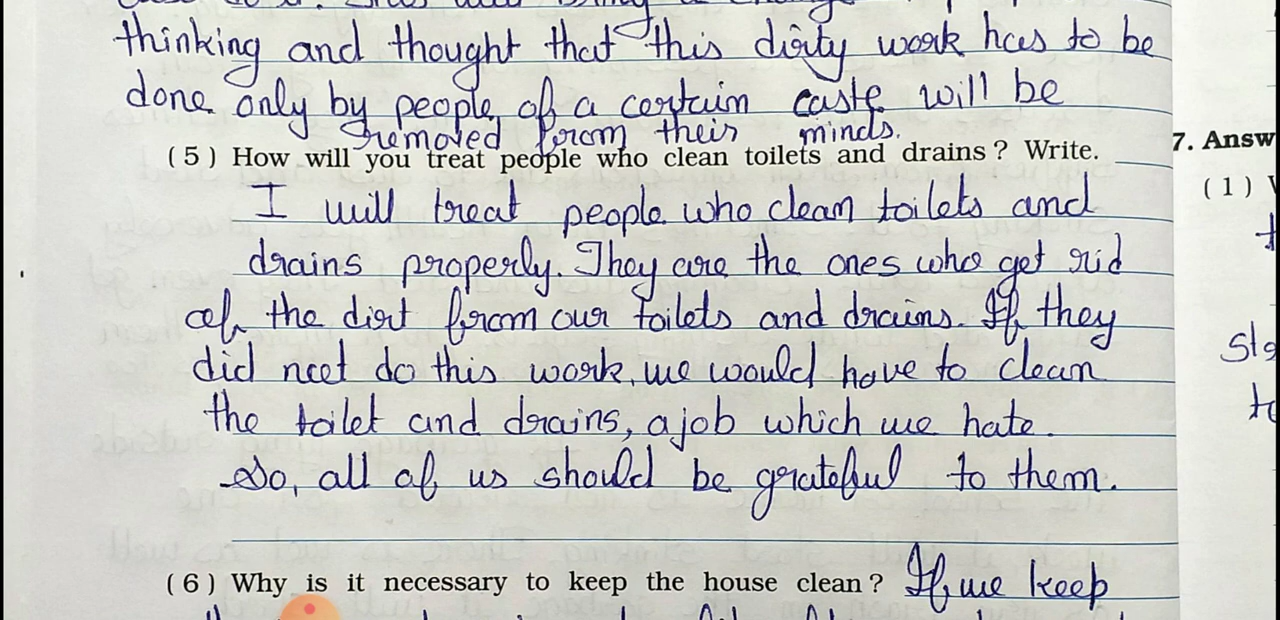 thinking and thought that this dirty work has to be
done only by people of a certain caste will be
removed from their minds.
( 5 ) How will you treat people who clean toilets and drains ? Write.
I will treat people who clean toilets and
drains properly. They are the ones who get rid
of the dirt from our toilets and drains. If they
did not do this work, we would have to clean
the toilet and drains, a job which we hate.
So, all of us should be grateful to them.
( 6 ) Why is it necessary to keep the house clean ? If we keep
7. Answ
( 1 )